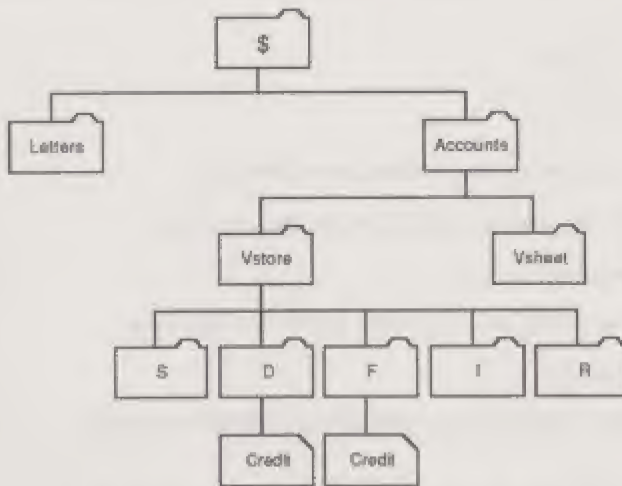 $
Letters
Accounts
Vstore
Vsheet
S
D
F
I
R
Credit
Credit